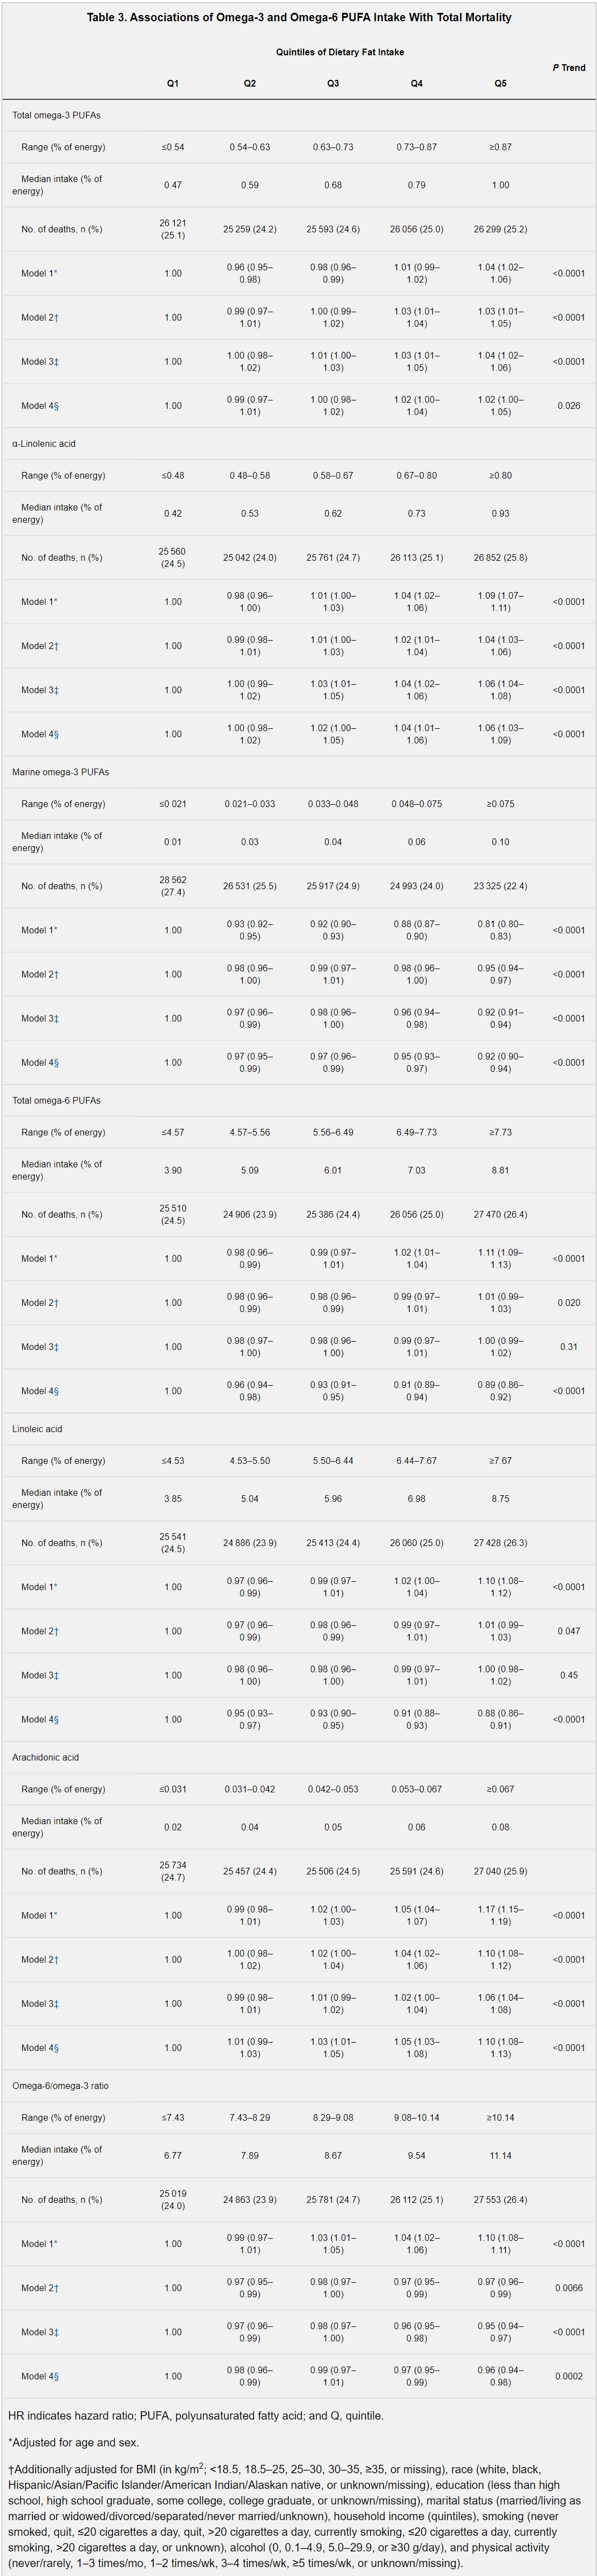 Table 3. Associations of Omega-3 and Omega-6 PUFA Intake With Total Mortality
Quintiles of Dietary Fat Intake
P Trend
Q1 Q2 Q3 Q4 Q5
Total omega-3 PUFAs
Range (% of energy) ≤0.54 0.54–0.63 0.63–0.73 0.73–0.87 ≥0.87
Median intake (% of energy) 0.47 0.59 0.68 0.79 1.00
No. of deaths, n (%) 26 121 (25.1) 25 259 (24.2) 25 593 (24.6) 26 056 (25.0) 26 299 (25.2)
Model 1* 1.00 0.96 (0.95–0.98) 0.98 (0.96–0.99) 1.01 (0.99–1.02) 1.04 (1.02–1.06) <0.0001
Model 2† 1.00 0.99 (0.97–1.01) 1.00 (0.99–1.02) 1.03 (1.01–1.04) 1.03 (1.01–1.05) <0.0001
Model 3‡ 1.00 1.00 (0.98–1.02) 1.01 (1.00–1.03) 1.03 (1.01–1.05) 1.04 (1.02–1.06) <0.0001
Model 4§ 1.00 0.99 (0.97–1.01) 1.00 (0.98–1.02) 1.02 (1.00–1.04) 1.02 (1.00–1.05) 0.026
α-Linolenic acid
Range (% of energy) ≤0.48 0.48–0.58 0.58–0.67 0.67–0.80 ≥0.80
Median intake (% of energy) 0.42 0.53 0.62 0.73 0.93
No. of deaths, n (%) 25 560 (24.5) 25 042 (24.0) 25 761 (24.7) 26 113 (25.1) 26 852 (25.8)
Model 1* 1.00 0.98 (0.96–1.00) 1.01 (1.00–1.03) 1.04 (1.02–1.06) 1.09 (1.07–1.11) <0.0001
Model 2† 1.00 0.99 (0.98–1.01) 1.01 (1.00–1.03) 1.02 (1.01–1.04) 1.04 (1.03–1.06) <0.0001
Model 3‡ 1.00 1.00 (0.99–1.02) 1.03 (1.01–1.05) 1.04 (1.02–1.06) 1.06 (1.04–1.08) <0.0001
Model 4§ 1.00 1.00 (0.98–1.02) 1.02 (1.00–1.05) 1.04 (1.01–1.06) 1.06 (1.03–1.09) <0.0001
Marine omega-3 PUFAs
Range (% of energy) ≤0.021 0.021–0.033 0.033–0.048 0.048–0.075 ≥0.075
Median intake (% of energy) 0.01 0.03 0.04 0.06 0.10
No. of deaths, n (%) 28 562 (27.4) 26 531 (25.5) 25 917 (24.9) 24 993 (24.0) 23 325 (22.4)
Model 1* 1.00 0.93 (0.92–0.95) 0.92 (0.90–0.93) 0.88 (0.87–0.90) 0.81 (0.80–0.83) <0.0001
Model 2† 1.00 0.98 (0.96–1.00) 0.99 (0.97–1.01) 0.98 (0.96–1.00) 0.95 (0.94–0.97) <0.0001
Model 3‡ 1.00 0.97 (0.96–0.99) 0.98 (0.96–1.00) 0.96 (0.94–0.98) 0.92 (0.91–0.94) <0.0001
Model 4§ 1.00 0.97 (0.95–0.99) 0.97 (0.96–0.99) 0.95 (0.93–0.97) 0.92 (0.90–0.94) <0.0001
Total omega-6 PUFAs
Range (% of energy) ≤4.57 4.57–5.56 5.56–6.49 6.49–7.73 ≥7.73
Median intake (% of energy) 3.90 5.09 6.01 7.03 8.81
No. of deaths, n (%) 25 510 (24.5) 24 906 (23.9) 25 386 (24.4) 26 056 (25.0) 27 470 (26.4)
Model 1* 1.00 0.98 (0.96–0.99) 0.99 (0.97–1.01) 1.02 (1.01–1.04) 1.11 (1.09–1.13) <0.0001
Model 2† 1.00 0.98 (0.96–0.99) 0.98 (0.96–0.99) 0.99 (0.97–1.01) 1.01 (0.99–1.03) 0.020
Model 3‡ 1.00 0.98 (0.97–1.00) 0.98 (0.96–1.00) 0.99 (0.97–1.01) 1.00 (0.99–1.02) 0.31
Model 4§ 1.00 0.96 (0.94–0.98) 0.93 (0.91–0.95) 0.91 (0.89–0.94) 0.89 (0.86–0.92) <0.0001
Linoleic acid
Range (% of energy) ≤4.53 4.53–5.50 5.50–6.44 6.44–7.67 ≥7.67
Median intake (% of energy) 3.85 5.04 5.96 6.98 8.75
No. of deaths, n (%) 25 541 (24.5) 24 886 (23.9) 25 413 (24.4) 26 060 (25.0) 27 428 (26.3)
Model 1* 1.00 0.97 (0.96–0.99) 0.99 (0.97–1.01) 1.02 (1.00–1.04) 1.10 (1.08–1.12) <0.0001
Model 2† 1.00 0.97 (0.96–0.99) 0.98 (0.96–0.99) 0.99 (0.97–1.01) 1.01 (0.99–1.03) 0.047
Model 3‡ 1.00 0.98 (0.96–1.00) 0.98 (0.96–1.00) 0.99 (0.97–1.01) 1.00 (0.98–1.02) 0.45
Model 4§ 1.00 0.95 (0.93–0.97) 0.93 (0.90–0.95) 0.91 (0.88–0.93) 0.88 (0.86–0.91) <0.0001
Arachidonic acid
Range (% of energy) ≤0.031 0.031–0.042 0.042–0.053 0.053–0.067 ≥0.067
Median intake (% of energy) 0.02 0.04 0.05 0.06 0.08
No. of deaths, n (%) 25 734 (24.7) 25 457 (24.4) 25 506 (24.5) 25 591 (24.6) 27 040 (25.9)
Model 1* 1.00 0.99 (0.98–1.01) 1.02 (1.00–1.03) 1.05 (1.04–1.07) 1.17 (1.15–1.19) <0.0001
Model 2† 1.00 1.00 (0.98–1.02) 1.02 (1.00–1.04) 1.04 (1.02–1.06) 1.10 (1.08–1.12) <0.0001
Model 3‡ 1.00 0.99 (0.98–1.01) 1.01 (0.99–1.02) 1.02 (1.00–1.04) 1.06 (1.04–1.08) <0.0001
Model 4§ 1.00 1.01 (0.99–1.03) 1.03 (1.01–1.05) 1.05 (1.03–1.08) 1.10 (1.08–1.13) <0.0001
Omega-6/omega-3 ratio
Range (% of energy) ≤7.43 7.43–8.29 8.29–9.08 9.08–10.14 ≥10.14
Median intake (% of energy) 6.77 7.89 8.67 9.54 11.14
No. of deaths, n (%) 25 019 (24.0) 24 863 (23.9) 25 781 (24.7) 26 112 (25.1) 27 553 (26.4)
Model 1* 1.00 0.99 (0.97–1.01) 1.03 (1.01–1.05) 1.04 (1.02–1.06) 1.10 (1.08–1.11) <0.0001
Model 2† 1.00 0.97 (0.95–0.99) 0.98 (0.97–1.00) 0.97 (0.95–0.99) 0.97 (0.96–0.99) 0.0066
Model 3‡ 1.00 0.97 (0.96–0.99) 0.98 (0.97–1.00) 0.96 (0.95–0.98) 0.95 (0.94–0.97) <0.0001
Model 4§ 1.00 0.98 (0.96–0.99) 0.99 (0.97–1.01) 0.97 (0.95–0.99) 0.96 (0.94–0.98) 0.0002
HR indicates hazard ratio; PUFA, polyunsaturated fatty acid; and Q, quintile.
*Adjusted for age and sex.
†Additionally adjusted for BMI (in kg/m²; <18.5, 18.5–25, 25–30, 30–35, ≥35, or missing), race (white, black,
Hispanic/Asian/Pacific Islander/American Indian/Alaskan native, or unknown/missing), education (less than high
school, high school graduate, some college, college graduate, or unknown/missing), marital status (married/living as
married or widowed/divorced/separated/never married/unknown), household income (quintiles), smoking (never
smoked, quit, ≤20 cigarettes a day, quit, >20 cigarettes a day, currently smoking, ≤20 cigarettes a day, currently
smoking, >20 cigarettes a day, or unknown), alcohol (0, 0.1–4.9, 5.0–29.9, or ≥30 g/day), and physical activity
(never/rarely, 1–3 times/mo, 1–2 times/wk, 3–4 times/wk, ≥5 times/wk, or unknown/missing).